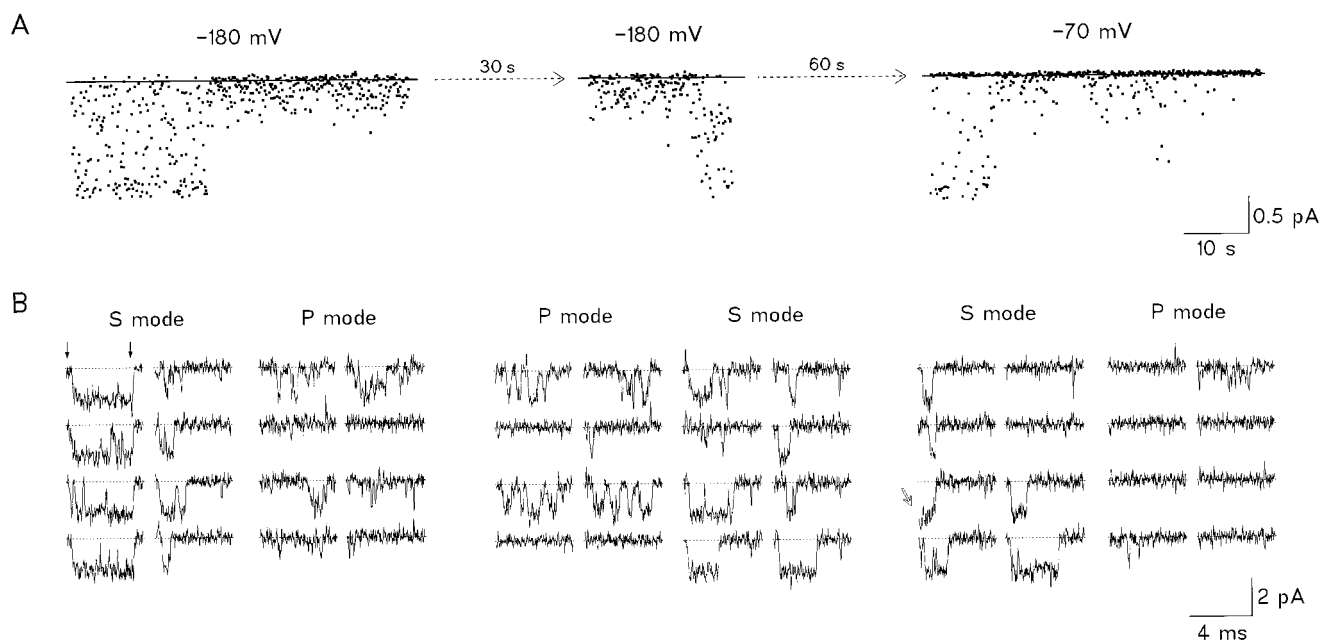 A
−180 mV
−180 mV
−70 mV
30 s
60 s
0.5 pA
10 s
B
S mode
P mode
P mode
S mode
S mode
P mode
2 pA
4 ms